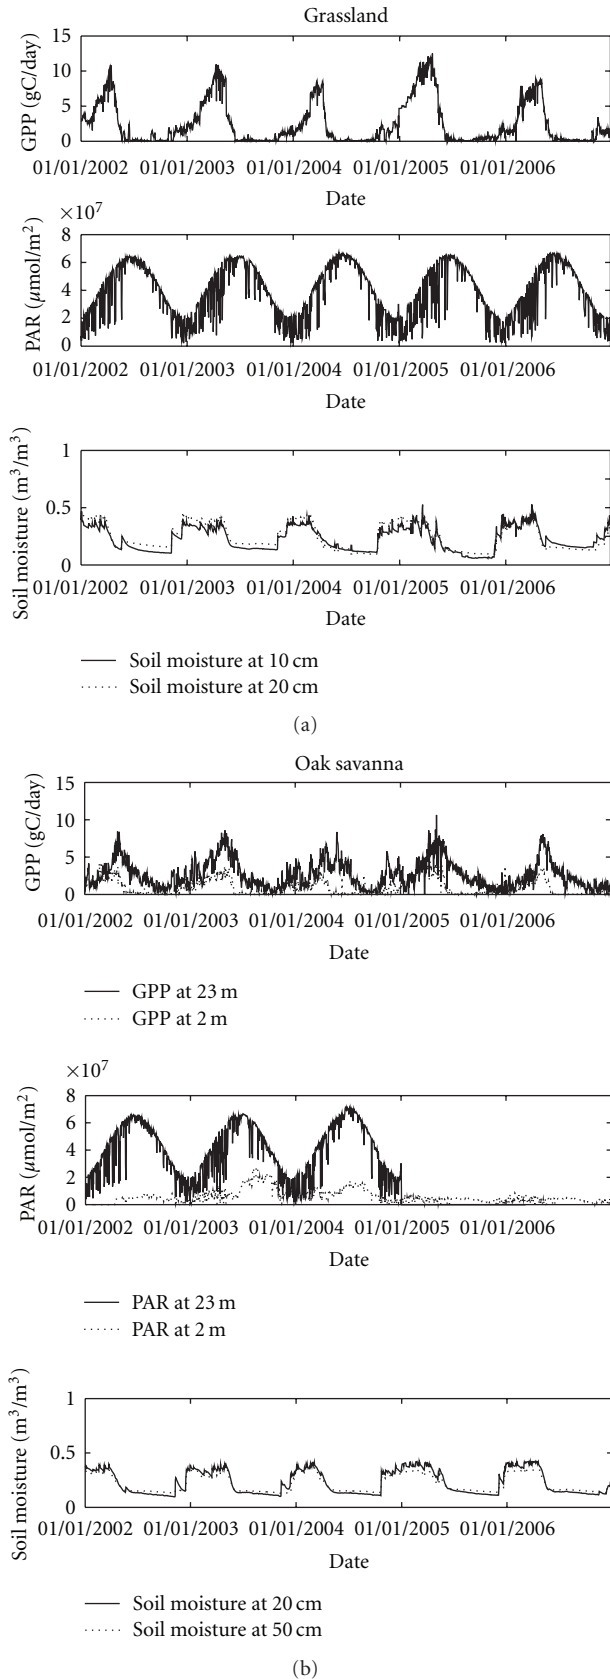 Grassland
GPP (gC/day)
15
10
5
0
01/01/2002 01/01/2003 01/01/2004 01/01/2005 01/01/2006
Date
×10⁷
PAR (µmol/m²)
8
6
4
2
0
01/01/2002 01/01/2003 01/01/2004 01/01/2005 01/01/2006
Date
Soil moisture (m³/m³)
1
0.5
0
01/01/2002 01/01/2003 01/01/2004 01/01/2005 01/01/2006
Date
Soil moisture at 10 cm
Soil moisture at 20 cm
(a)
Oak savanna
GPP (gC/day)
15
10
5
0
01/01/2002 01/01/2003 01/01/2004 01/01/2005 01/01/2006
Date
GPP at 23 m
GPP at 2 m
×10⁷
PAR (µmol/m²)
8
6
4
2
0
01/01/2002 01/01/2003 01/01/2004 01/01/2005 01/01/2006
Date
PAR at 23 m
PAR at 2 m
Soil moisture (m³/m³)
1
0.5
0
01/01/2002 01/01/2003 01/01/2004 01/01/2005 01/01/2006
Date
Soil moisture at 20 cm
Soil moisture at 50 cm
(b)